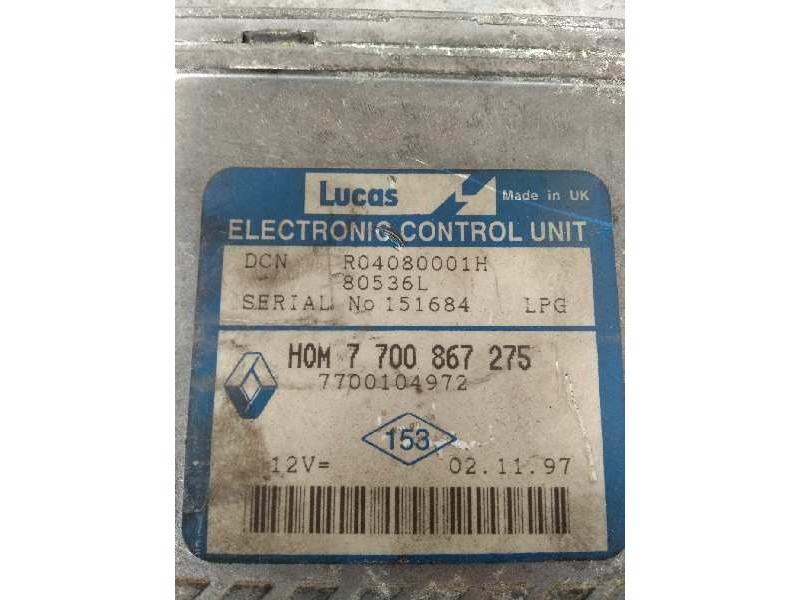 Lucas Made in UK
ELECTRONIC CONTROL UNIT
DCN R04080001H
80536L
SERIAL No 151684 LPG
HOM 7 700 867 275
7700104972
153
12V= 02.11.97